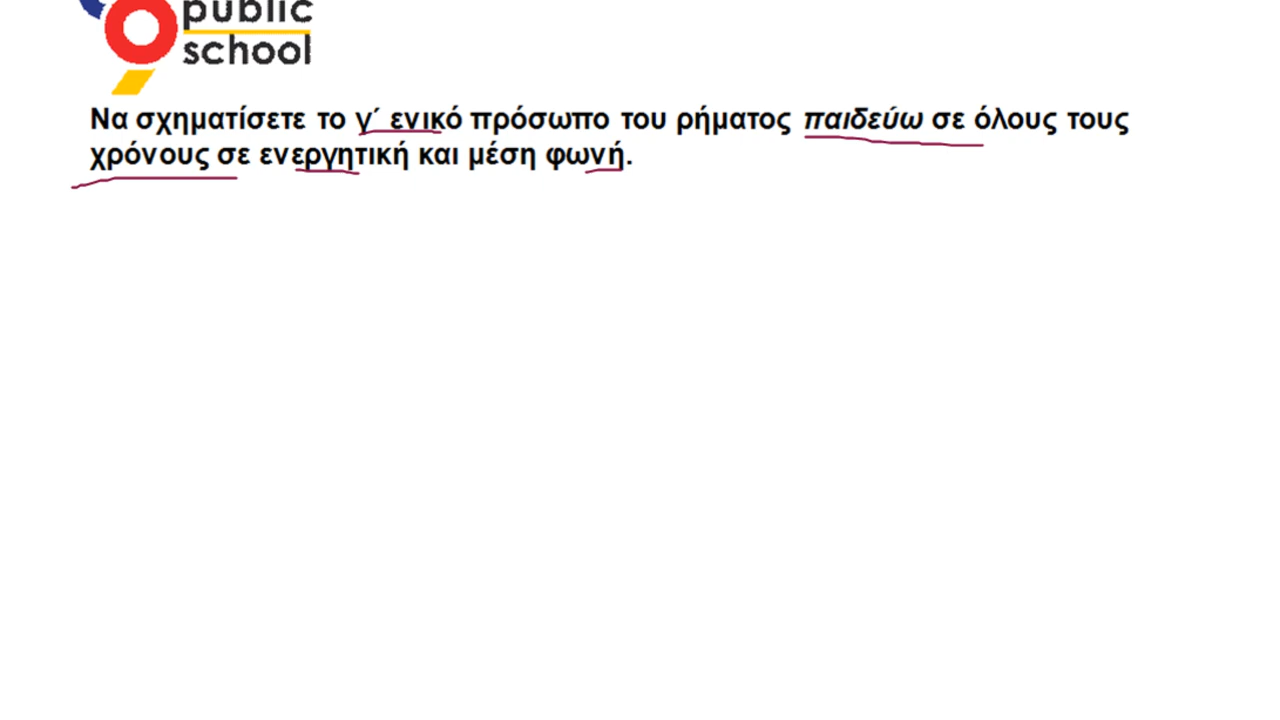 public
school
Να σχηματίσετε το γ΄ ενικό πρόσωπο του ρήματος παιδεύω σε όλους τους
χρόνους σε ενεργητική και μέση φωνή.